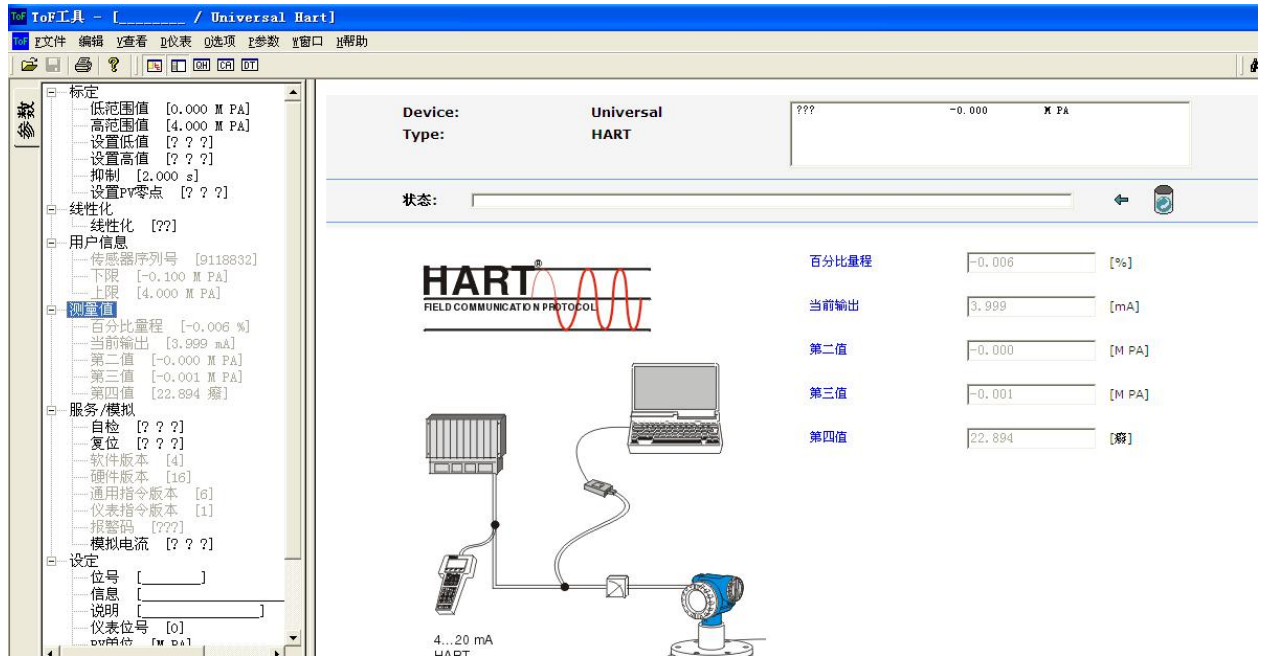 ToF工具 - [________ / Universal Hart]
F文件 编辑 V查看 D仪表 O选项 P参数 W窗口 H帮助
QH CA DT
参数
标定
低范围值 [0.000 M PA]
高范围值 [4.000 M PA]
设置低值 [? ? ?]
设置高值 [? ? ?]
抑制 [2.000 s]
设置PV零点 [? ? ?]
线性化
线性化 [??]
用户信息
传感器序列号 [9118832]
下限 [-0.100 M PA]
上限 [4.000 M PA]
测量值
百分比量程 [-0.006 %]
当前输出 [3.999 mA]
第二值 [-0.000 M PA]
第三值 [-0.001 M PA]
第四值 [22.894 癈]
服务/模拟
自检 [? ? ?]
复位 [? ? ?]
软件版本 [4]
硬件版本 [16]
通用指令版本 [6]
仪表指令版本 [1]
报警码 [???]
模拟电流 [? ? ?]
设定
位号 [________]
信息 [________
说明 [________________]
仪表位号 [0]
PV单位 [M PA]
Device: Universal
Type: HART
??? -0.000 M PA
状态:
HART®
FIELD COMMUNICATION PROTOCOL
4...20 mA
HART
百分比量程 -0.006 [%]
当前输出 3.999 [mA]
第二值 -0.000 [M PA]
第三值 -0.001 [M PA]
第四值 22.894 [癈]